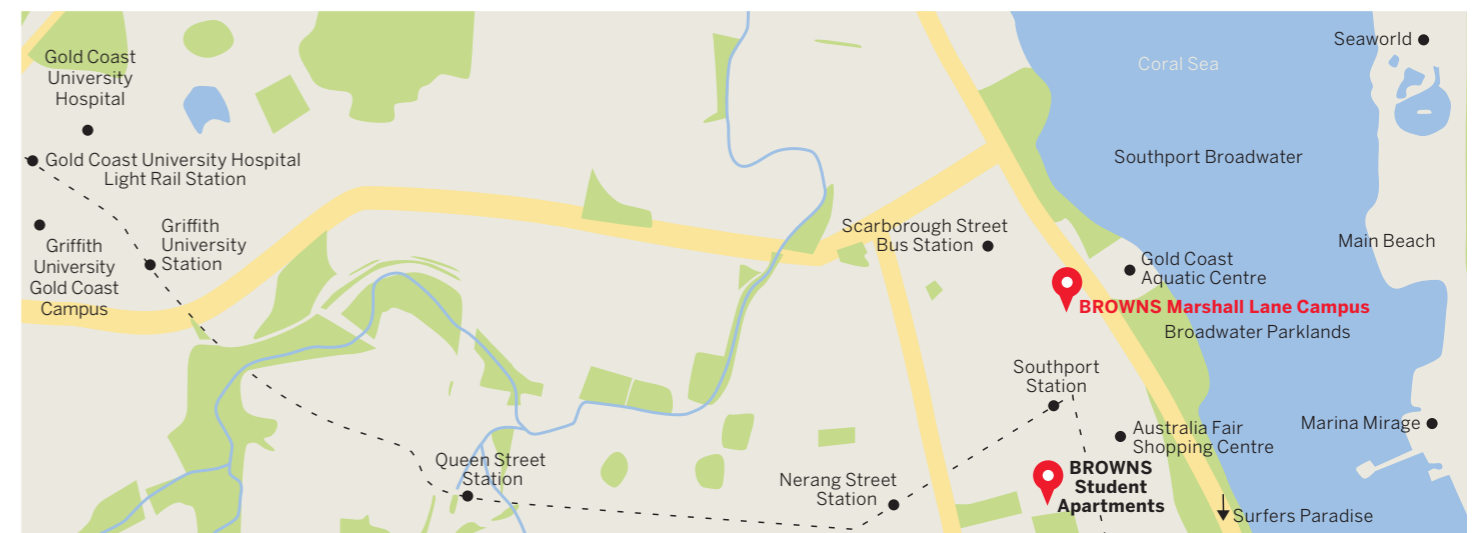 Gold Coast
University
Hospital
Gold Coast University Hospital
Light Rail Station
Griffith
University
Station
Griffith
University
Gold Coast
Campus
Queen Street
Station
Nerang Street
Station
Scarborough Street
Bus Station
Southport
Station
BROWNS
Student
Apartments
BROWNS Marshall Lane Campus
Gold Coast
Aquatic Centre
Broadwater Parklands
Australia Fair
Shopping Centre
Surfers Paradise
Coral Sea
Southport Broadwater
Seaworld
Main Beach
Marina Mirage